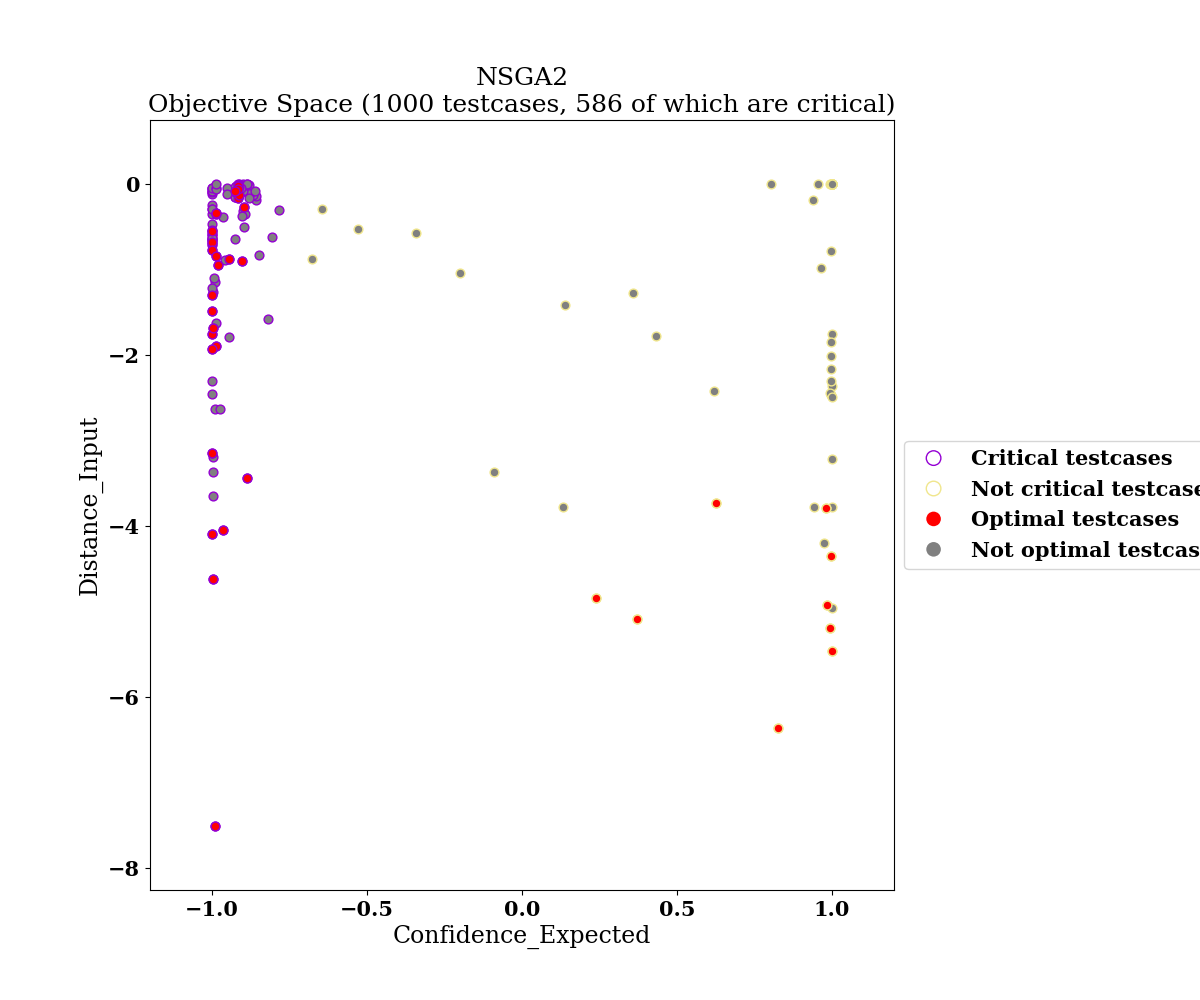 NSGA2
Objective Space (1000 testcases, 586 of which are critical)
0
−2
−4
−6
−8
Distance_Input
−1.0
−0.5
0.0
0.5
1.0
Confidence_Expected
Critical testcases
Not critical testcase
Optimal testcases
Not optimal testcas